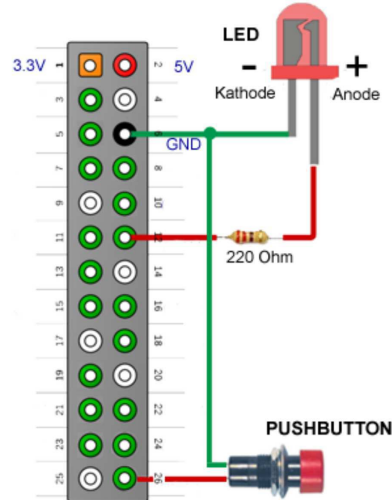 LED
3.3V 1 2 5V
- +
Kathode Anode
3 4
5 6
GND
7 8
9 10
11 12
220 Ohm
13 14
15 16
17 18
19 20
21 22
PUSHBUTTON
23 24
25 26